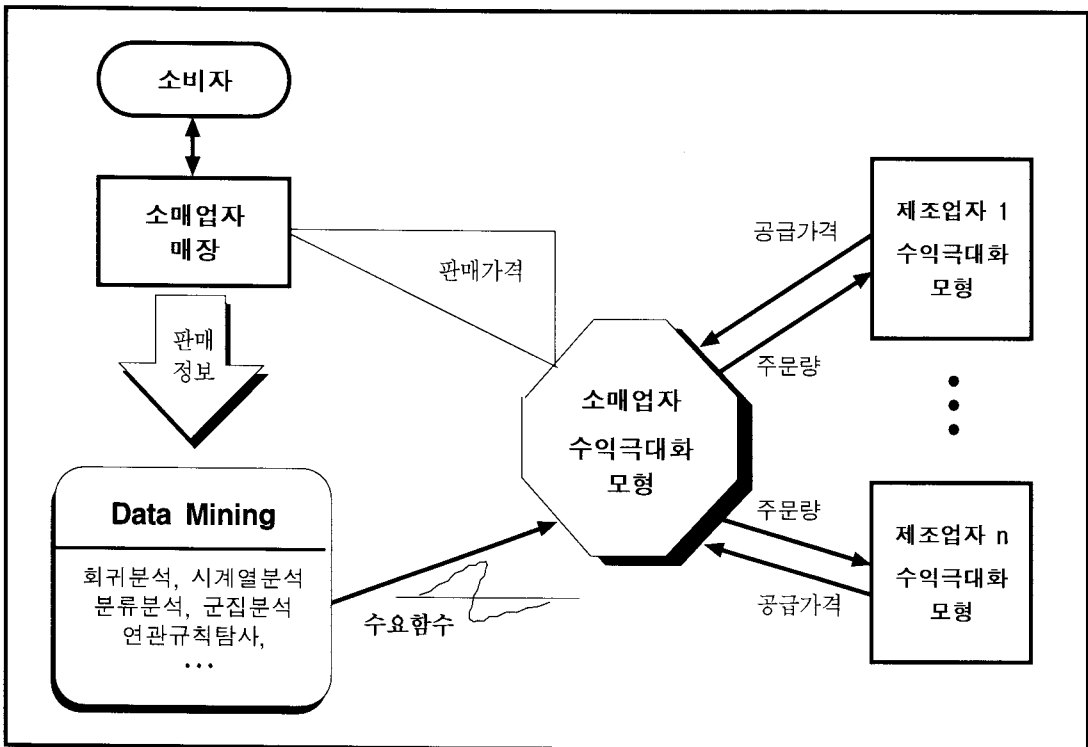 소비자
소매업자
매장
판매가격
판매
정보
Data Mining
회귀분석, 시계열분석
분류분석, 군집분석
연관규칙탐사,
...
수요함수
소매업자
수익극대화
모형
공급가격
주문량
제조업자 1
수익극대화
모형
주문량
공급가격
제조업자 n
수익극대화
모형